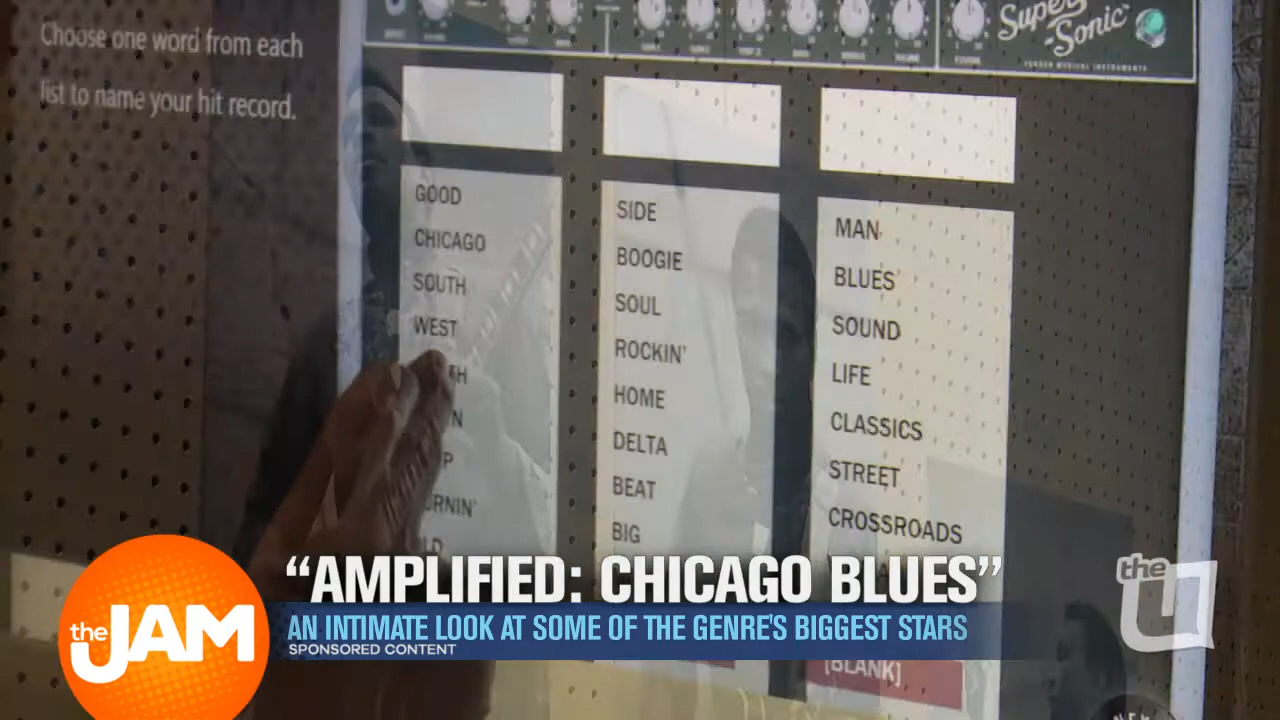 Choose one word from each
list to name your hit record.
Super
-Sonic
GOOD
CHICAGO
SOUTH
WEST
SIDE
BOOGIE
SOUL
ROCKIN'
HOME
DELTA
BEAT
BIG
MAN
BLUES
SOUND
LIFE
CLASSICS
STREET
CROSSROADS
[BLANK]
“AMPLIFIED: CHICAGO BLUES”
AN INTIMATE LOOK AT SOME OF THE GENRE'S BIGGEST STARS
SPONSORED CONTENT
the JAM
the U